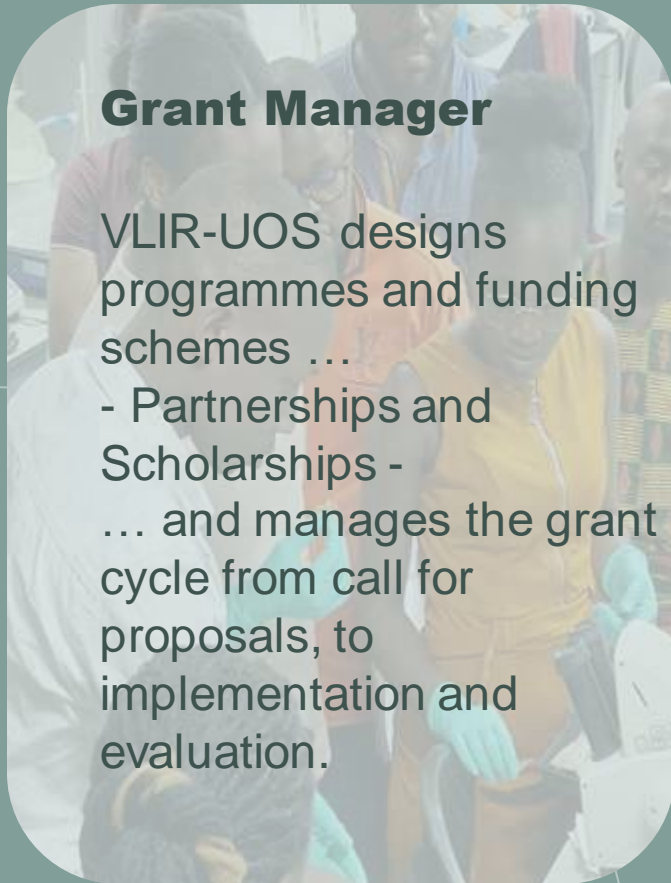 Grant Manager
VLIR-UOS designs
programmes and funding
schemes …
- Partnerships and
Scholarships -
… and manages the grant
cycle from call for
proposals, to
implementation and
evaluation.